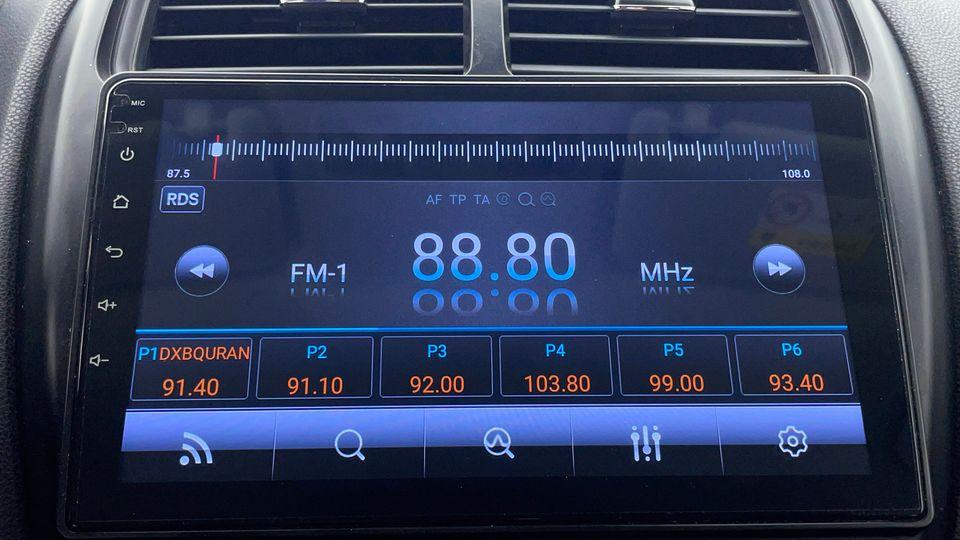 MIC
RST
87.5 108.0
RDS AF TP TA
FM-1 88.80 MHz
P1DXBQURAN P2 P3 P4 P5 P6
91.40 91.10 92.00 103.80 99.00 93.40